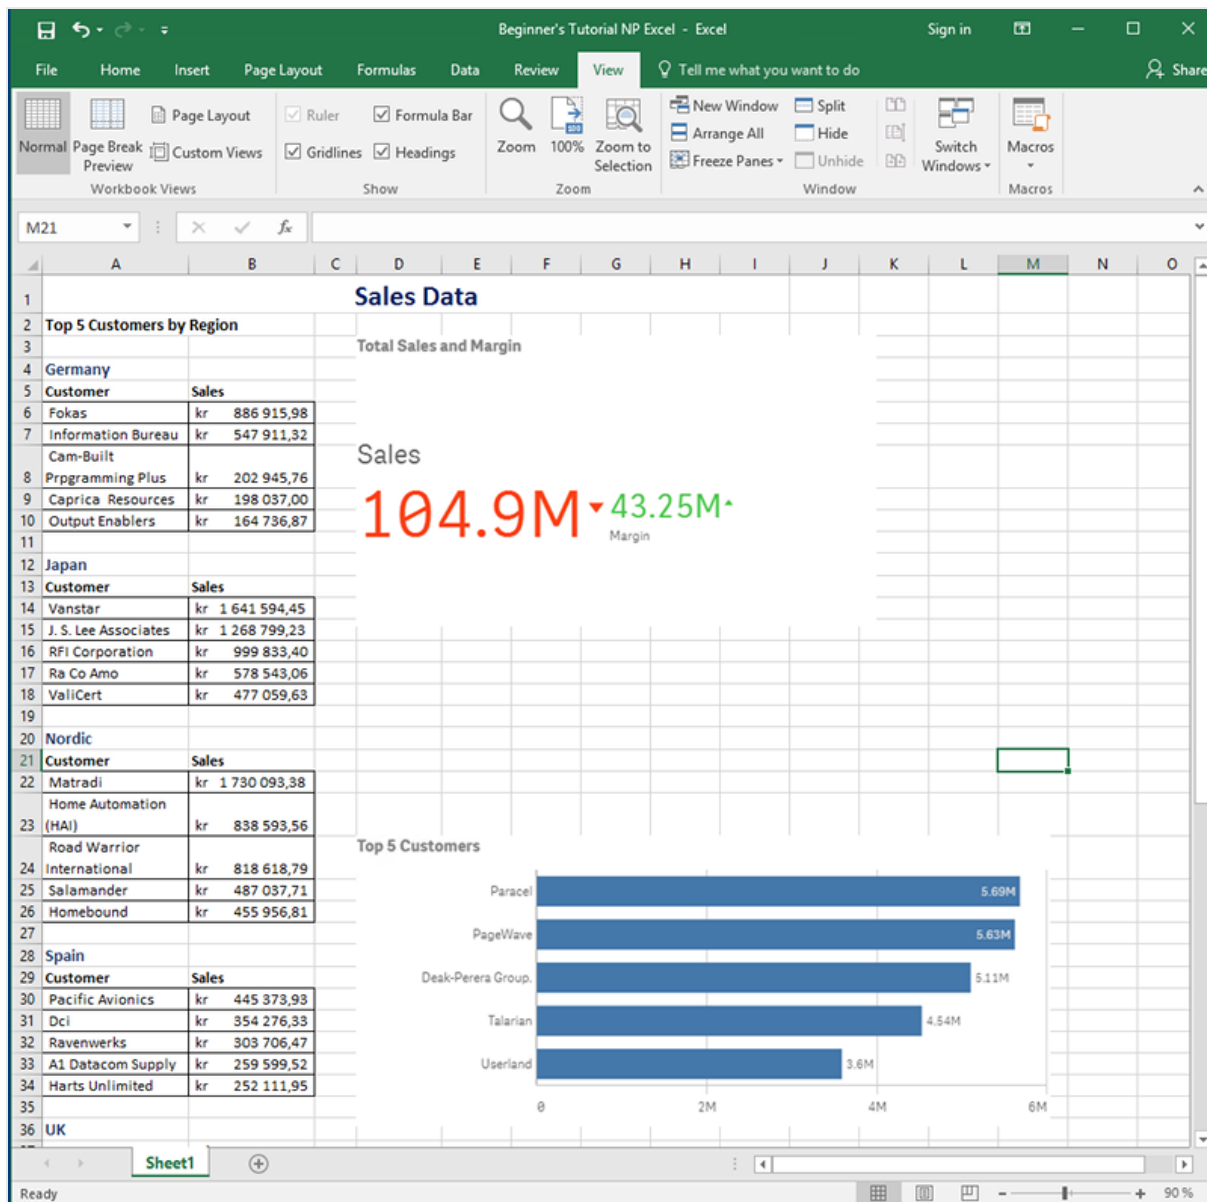 Beginner's Tutorial NP Excel - Excel
Sign in
File Home Insert Page Layout Formulas Data Review View Tell me what you want to do Share
Normal
Page Break
Preview
Page Layout
Custom Views
Workbook Views
Ruler
Formula Bar
Gridlines
Headings
Show
Zoom
100
100%
Zoom to
Selection
Zoom
New Window
Arrange All
Freeze Panes
Split
Hide
Unhide
Switch
Windows
Window
Macros
Macros
M21
fx
A B C D E F G H I J K L M N O
1 Sales Data
2 Top 5 Customers by Region
3
4 Germany
5 Customer Sales
6 Fokas kr 886 915,98
7 Information Bureau kr 547 911,32
Cam-Built
8 Prpgramming Plus kr 202 945,76
9 Caprica Resources kr 198 037,00
10 Output Enablers kr 164 736,87
11
12 Japan
13 Customer Sales
14 Vanstar kr 1 641 594,45
15 J. S. Lee Associates kr 1 268 799,23
16 RFI Corporation kr 999 833,40
17 Ra Co Amo kr 578 543,06
18 ValiCert kr 477 059,63
19
20 Nordic
21 Customer Sales
22 Matradi kr 1 730 093,38
Home Automation
23 (HAI) kr 838 593,56
Road Warrior
24 International kr 818 618,79
25 Salamander kr 487 037,71
26 Homebound kr 455 956,81
27
28 Spain
29 Customer Sales
30 Pacific Avionics kr 445 373,93
31 Dci kr 354 276,33
32 Ravenwerks kr 303 706,47
33 A1 Datacom Supply kr 259 599,52
34 Harts Unlimited kr 252 111,95
35
36 UK
Total Sales and Margin
Sales
104.9M 43.25M
Margin
Top 5 Customers
Paracel 5.69M
PageWave 5.63M
Deak-Perera Group. 5.11M
Talarian 4.54M
Userland 3.6M
0 2M 4M 6M
Sheet1
Ready
90 %